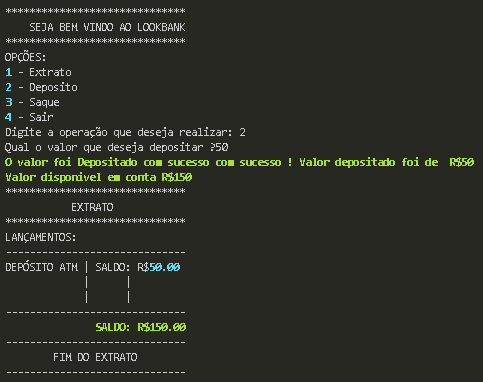 ******************************
SEJA BEM VINDO AO LOOKBANK
******************************
OPÇÕES:
1 - Extrato
2 - Deposito
3 - Saque
4 - Sair
Digite a operação que deseja realizar: 2
Qual o valor que deseja depositar ?50
O valor foi Depositado com sucesso com sucesso ! Valor depositado foi de  R$50
Valor disponivel em conta R$150
******************************
EXTRATO
******************************
LANÇAMENTOS:
------------------------------
DEPÓSITO ATM | SALDO: R$50.00
|      |
|      |
------------------------------
SALDO: R$150.00
------------------------------
FIM DO EXTRATO
------------------------------